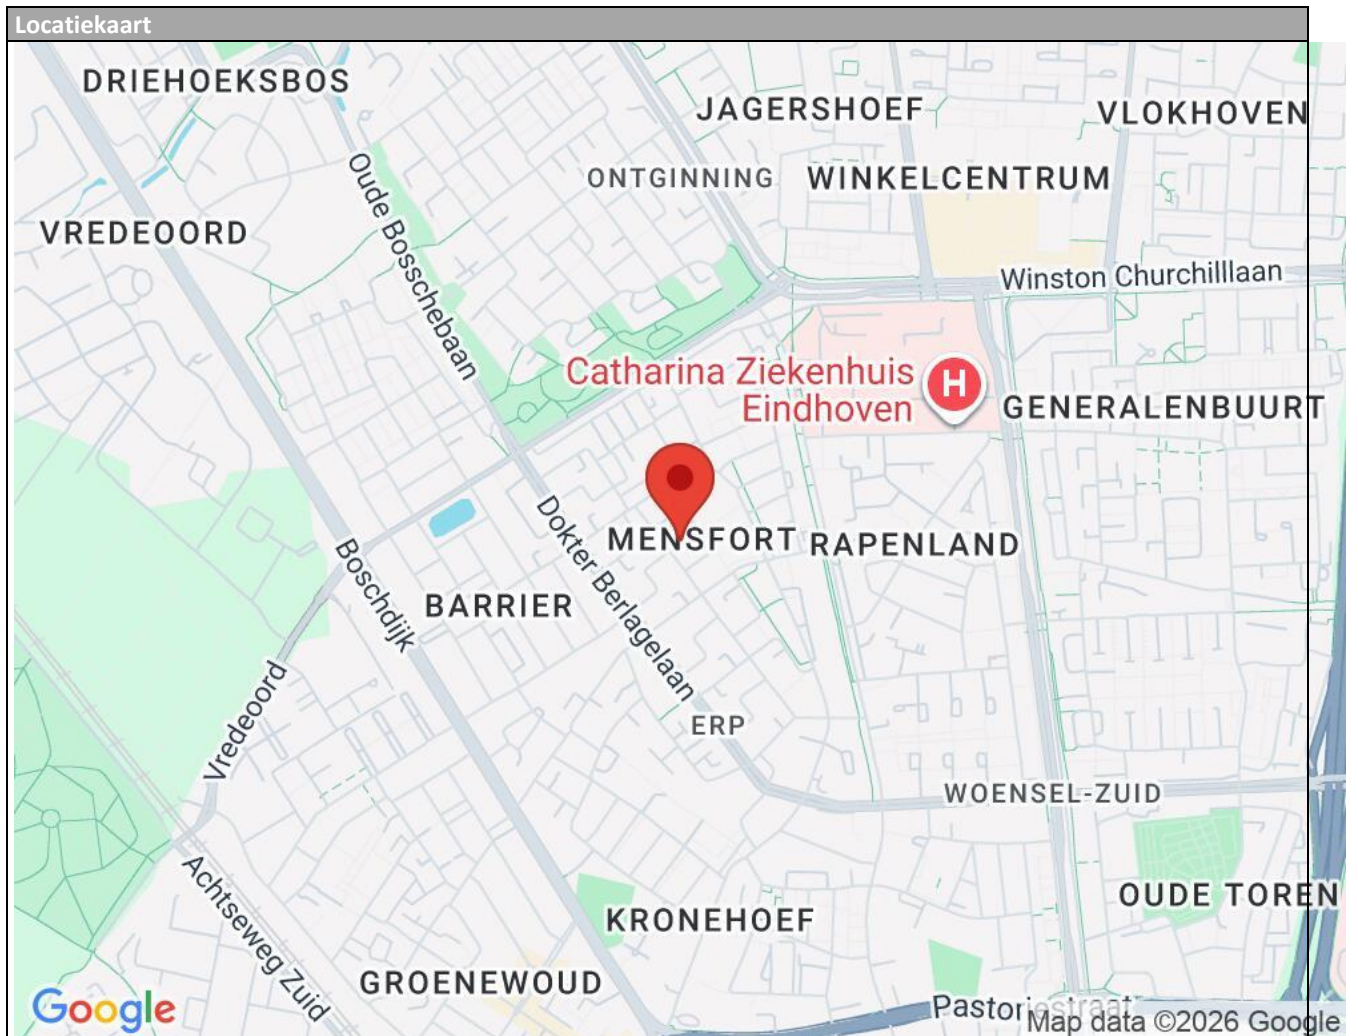 Locatiekaart
DRIEHOEKSBOS
JAGERSHOEF
VLOKHOVEN
ONTGINNING
WINKELCENTRUM
Oude Bosschebaan
VREDEOORD
Winston Churchilllaan
Catharina Ziekenhuis
Eindhoven
H
GENERALENBUURT
MENSFORT
RAPENLAND
Dokter Berlagelaan
Boschdijk
BARRIER
Vredeoord
ERP
WOENSEL-ZUID
Achtseweg Zuid
OUDE TOREN
KRONEHOEF
GROENEWOUD
Google
Pastoriestraat
Map data ©2026 Google